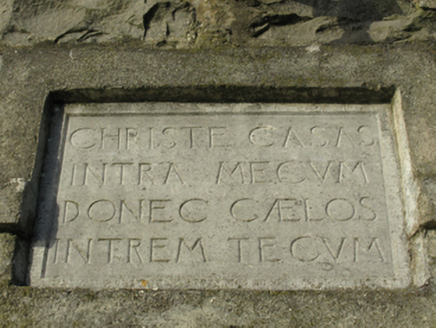 CHRISTE CASAS
INTRA MECVM
DONEC CÆLOS
INTREM TECVM